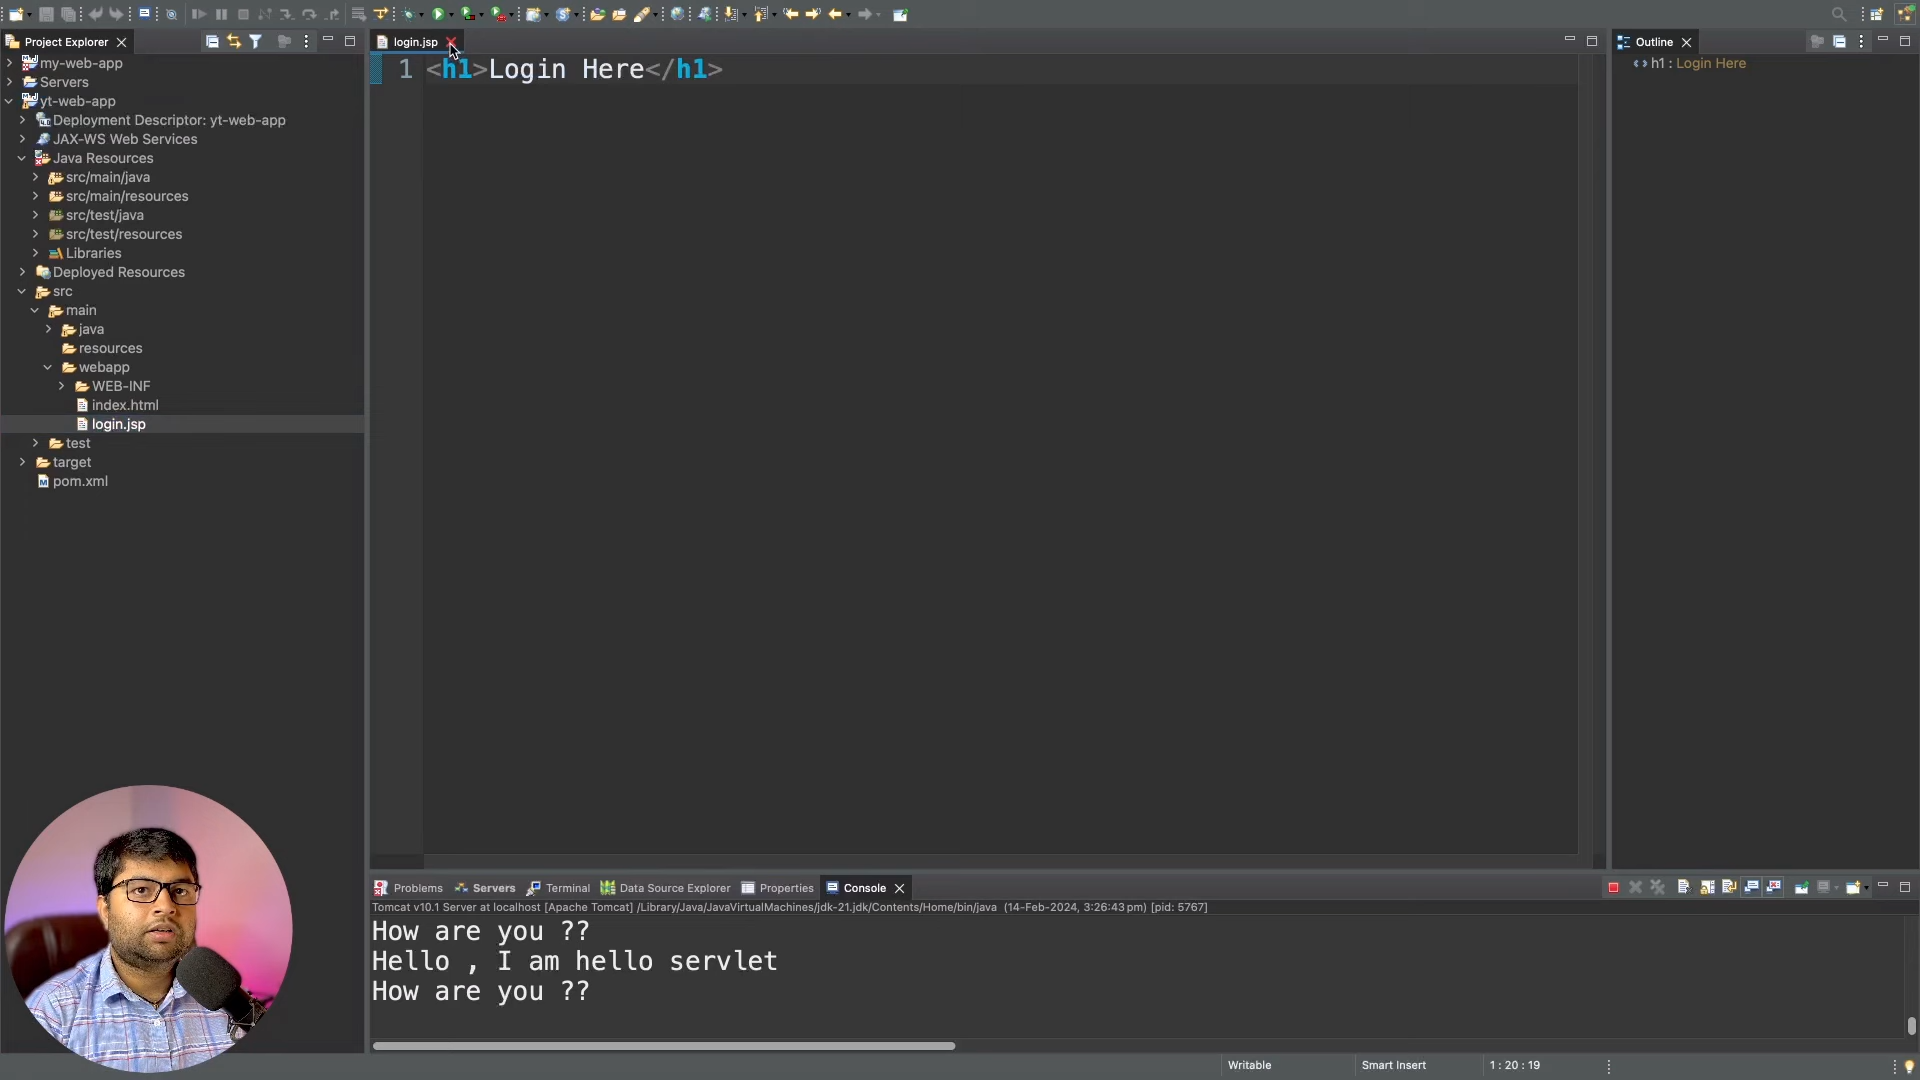 Project Explorer
my-web-app
Servers
yt-web-app
Deployment Descriptor: yt-web-app
JAX-WS Web Services
Java Resources
src/main/java
src/main/resources
src/test/java
src/test/resources
Libraries
Deployed Resources
src
main
java
resources
webapp
WEB-INF
index.html
login.jsp
test
target
pom.xml
login.jsp
1 <h1>Login Here</h1>
Outline
<> h1 : Login Here
Problems Servers Terminal Data Source Explorer Properties Console
Tomcat v10.1 Server at localhost [Apache Tomcat] /Library/Java/JavaVirtualMachines/jdk-21.jdk/Contents/Home/bin/java (14-Feb-2024, 3:26:43 pm) [pid: 5767]
How are you ??
Hello , I am hello servlet
How are you ??
Writable Smart Insert 1 : 20 : 19